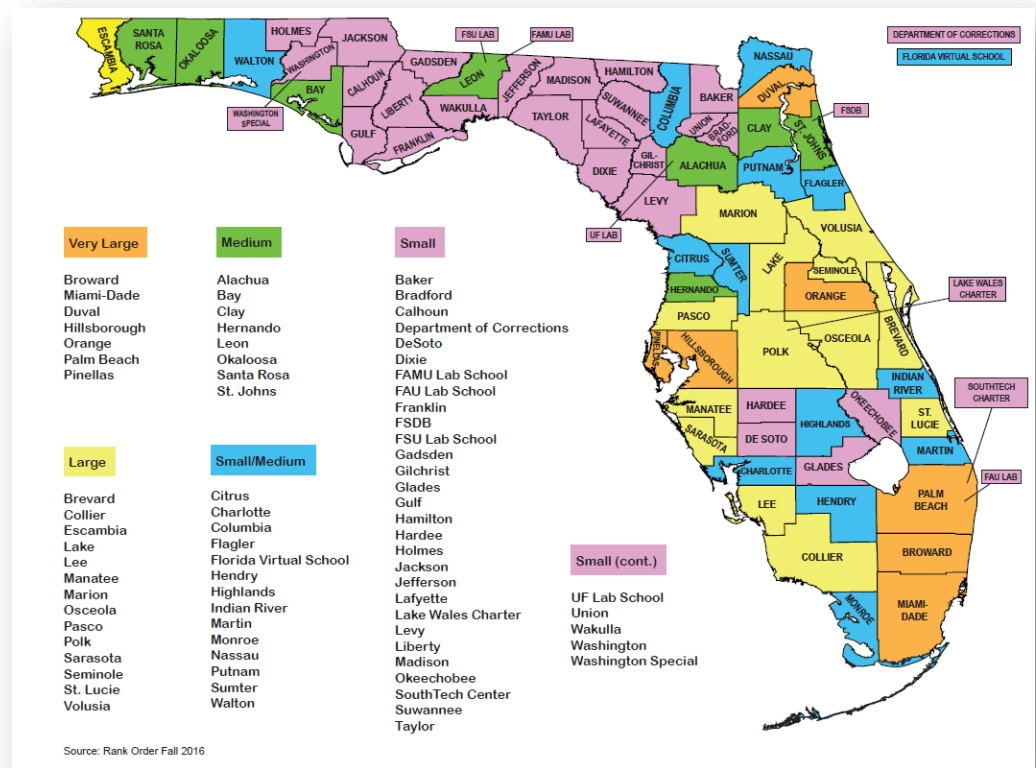 ESCAMBIA
SANTA
ROSA
OKALOOSA
WALTON
HOLMES
WASHINGTON
JACKSON
BAY
CALHOUN
GULF
LIBERTY
GADSDEN
FRANKLIN
LEON
WAKULLA
JEFFERSON
MADISON
TAYLOR
HAMILTON
SUWANNEE
LAFAYETTE
DIXIE
COLUMBIA
GIL-
CHRIST
LEVY
BAKER
UNION
BRAD-
FORD
ALACHUA
NASSAU
DUVAL
CLAY
ST. JOHNS
PUTNAM
FLAGLER
MARION
VOLUSIA
CITRUS
SUMTER
LAKE
SEMINOLE
HERNANDO
ORANGE
PASCO
PINELLAS
HILLSBOROUGH
POLK
OSCEOLA
BREVARD
INDIAN
RIVER
MANATEE
HARDEE
HIGHLANDS
OKEECHOBEE
ST.
LUCIE
SARASOTA
DE SOTO
MARTIN
CHARLOTTE
GLADES
LEE
HENDRY
PALM
BEACH
COLLIER
BROWARD
MONROE
MIAMI-
DADE
FSU LAB
FAMU LAB
DEPARTMENT OF CORRECTIONS
FLORIDA VIRTUAL SCHOOL
WASHINGTON
SPECIAL
FSDB
UF LAB
LAKE WALES
CHARTER
SOUTHTECH
CHARTER
FAU LAB
Very Large
Broward
Miami-Dade
Duval
Hillsborough
Orange
Palm Beach
Pinellas
Medium
Alachua
Bay
Clay
Hernando
Leon
Okaloosa
Santa Rosa
St. Johns
Small
Baker
Bradford
Calhoun
Department of Corrections
DeSoto
Dixie
FAMU Lab School
FAU Lab School
Franklin
FSDB
FSU Lab School
Gadsden
Gilchrist
Glades
Gulf
Hamilton
Hardee
Holmes
Jackson
Jefferson
Lafyette
Lake Wales Charter
Levy
Liberty
Madison
Okeechobee
SouthTech Center
Suwannee
Taylor
Large
Brevard
Collier
Escambia
Lake
Lee
Manatee
Marion
Osceola
Pasco
Polk
Sarasota
Seminole
St. Lucie
Volusia
Small/Medium
Citrus
Charlotte
Columbia
Flagler
Florida Virtual School
Hendry
Highlands
Indian River
Martin
Monroe
Nassau
Putnam
Sumter
Walton
Small (cont.)
UF Lab School
Union
Wakulla
Washington
Washington Special
Source: Rank Order Fall 2016